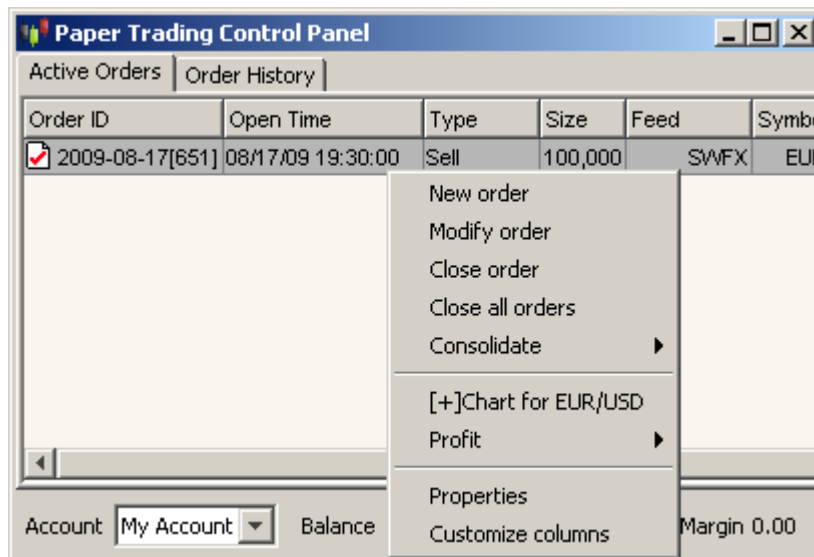 Paper Trading Control Panel
Active Orders Order History
Order ID Open Time Type Size Feed Symbo
2009-08-17[651] 08/17/09 19:30:00 Sell 100,000 SWFX EU
New order
Modify order
Close order
Close all orders
Consolidate
[+]Chart for EUR/USD
Profit
Properties
Customize columns
Account My Account Balance Margin 0.00